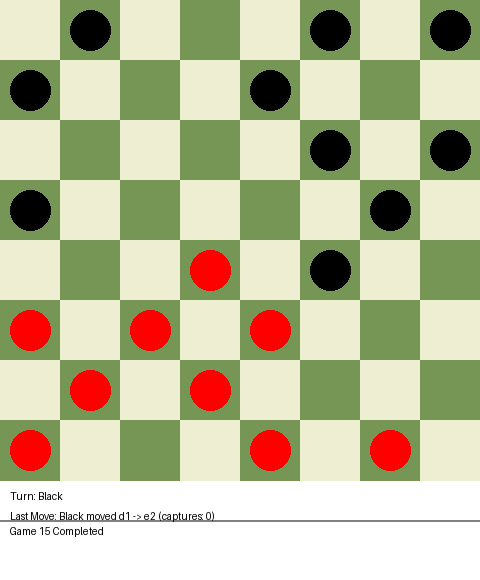 Turn: Black
Last Move: Black moved d1 -> e2 (captures: 0)
Game 15 Completed